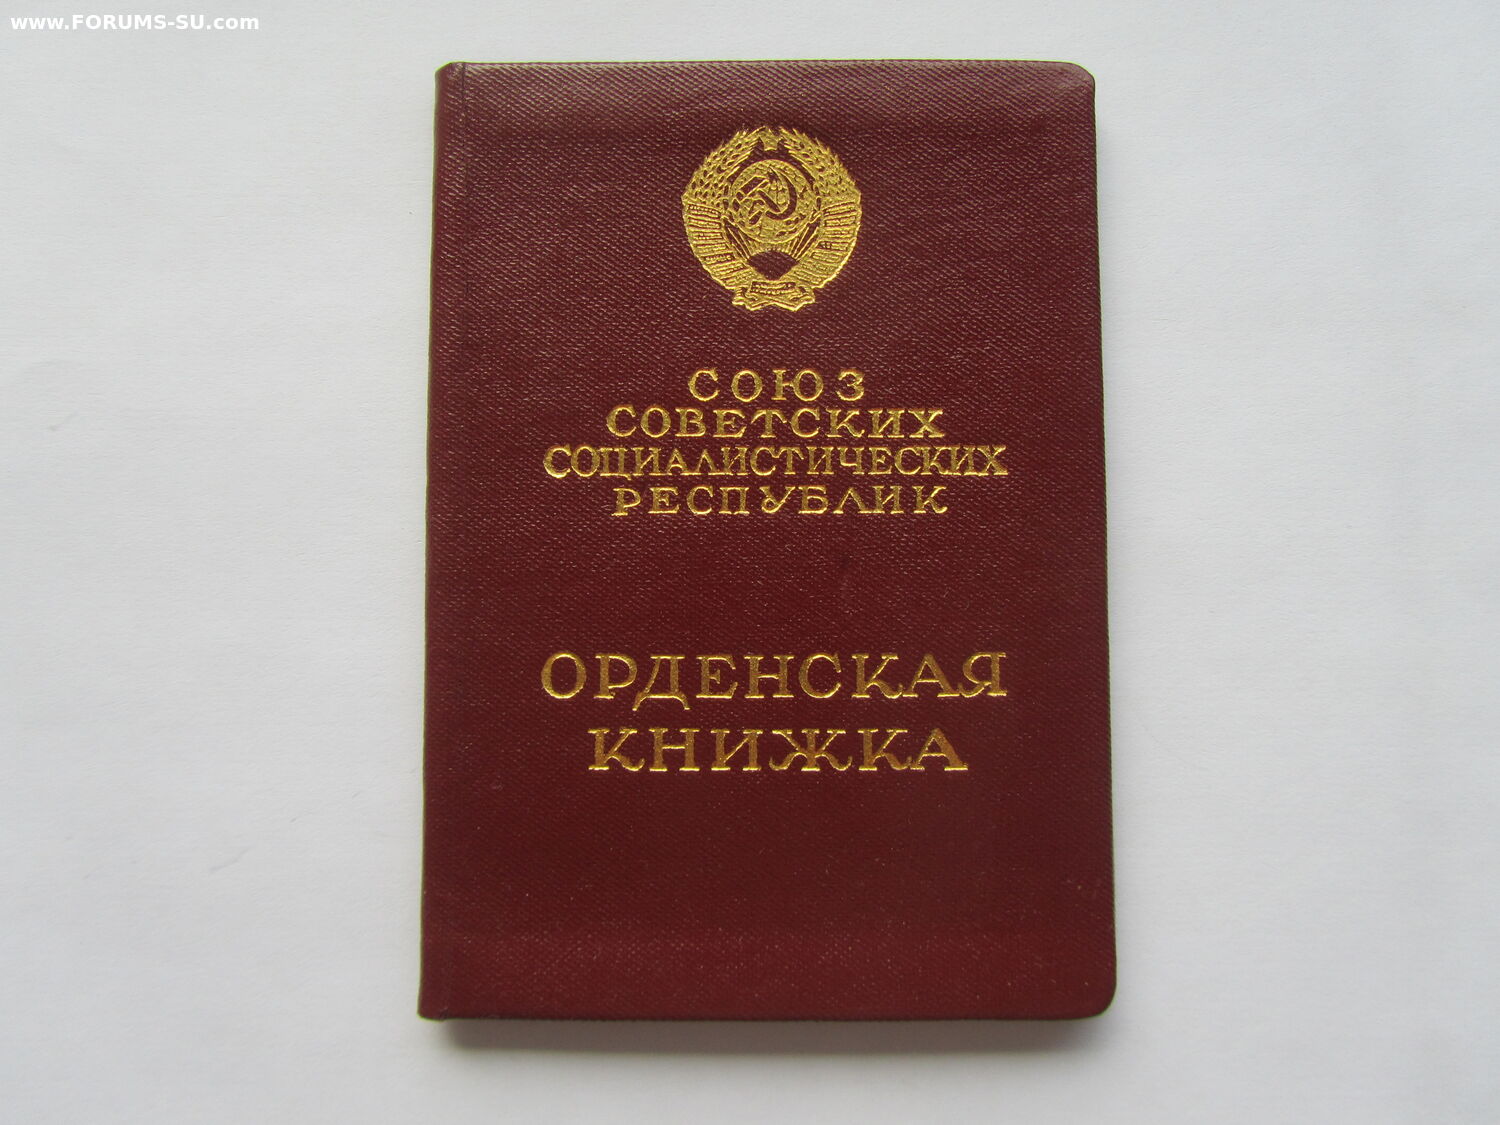 www.FORUMS-SU.com
СОЮЗ
СОВЕТСКИХ
СОЦИАЛИСТИЧЕСКИХ
РЕСПУБЛИК
ОРДЕНСКАЯ
КНИЖКА